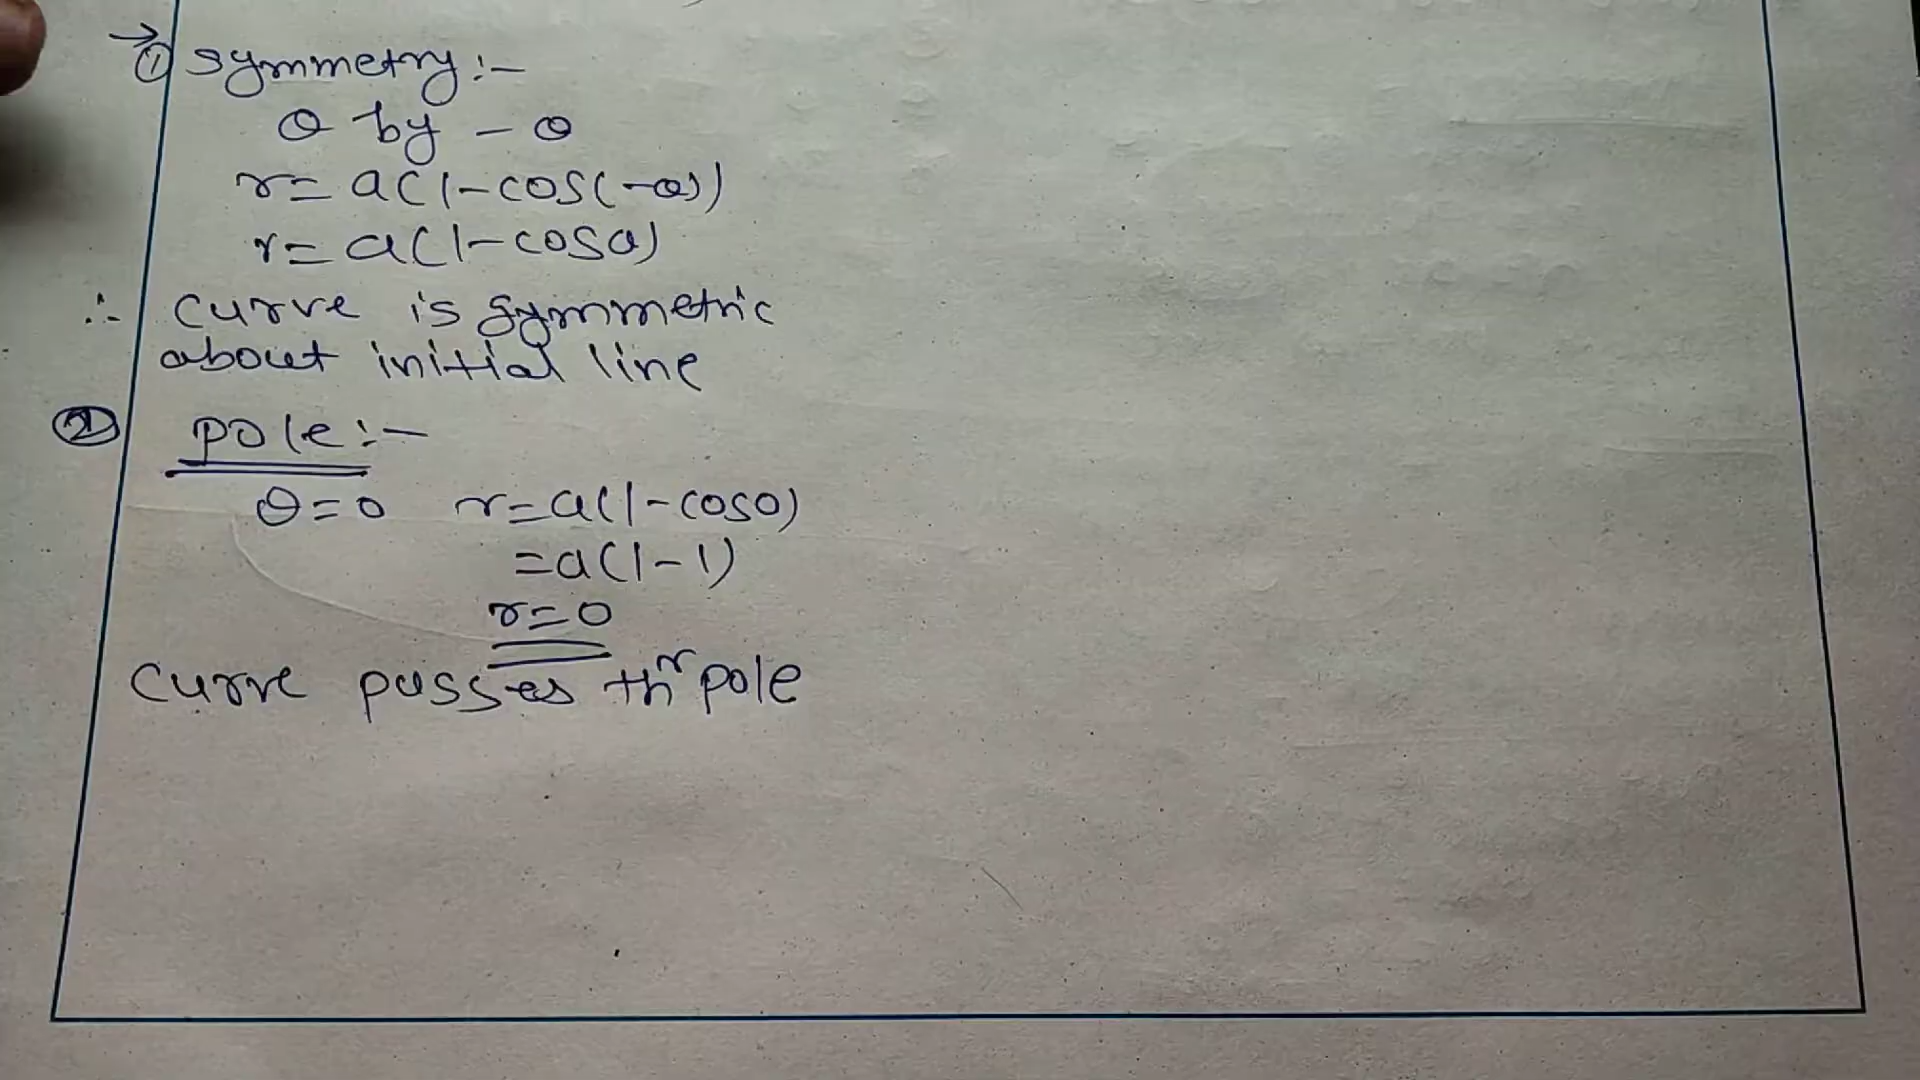 → ① symmetry :-
θ by - θ
r = a(1-cos(-θ))
r = a(1-cosθ)
∴ curve is symmetric
about initial line
② pole :-
θ=0 r=a(1-cos0)
=a(1-1)
r=0
curve passes thʳ pole